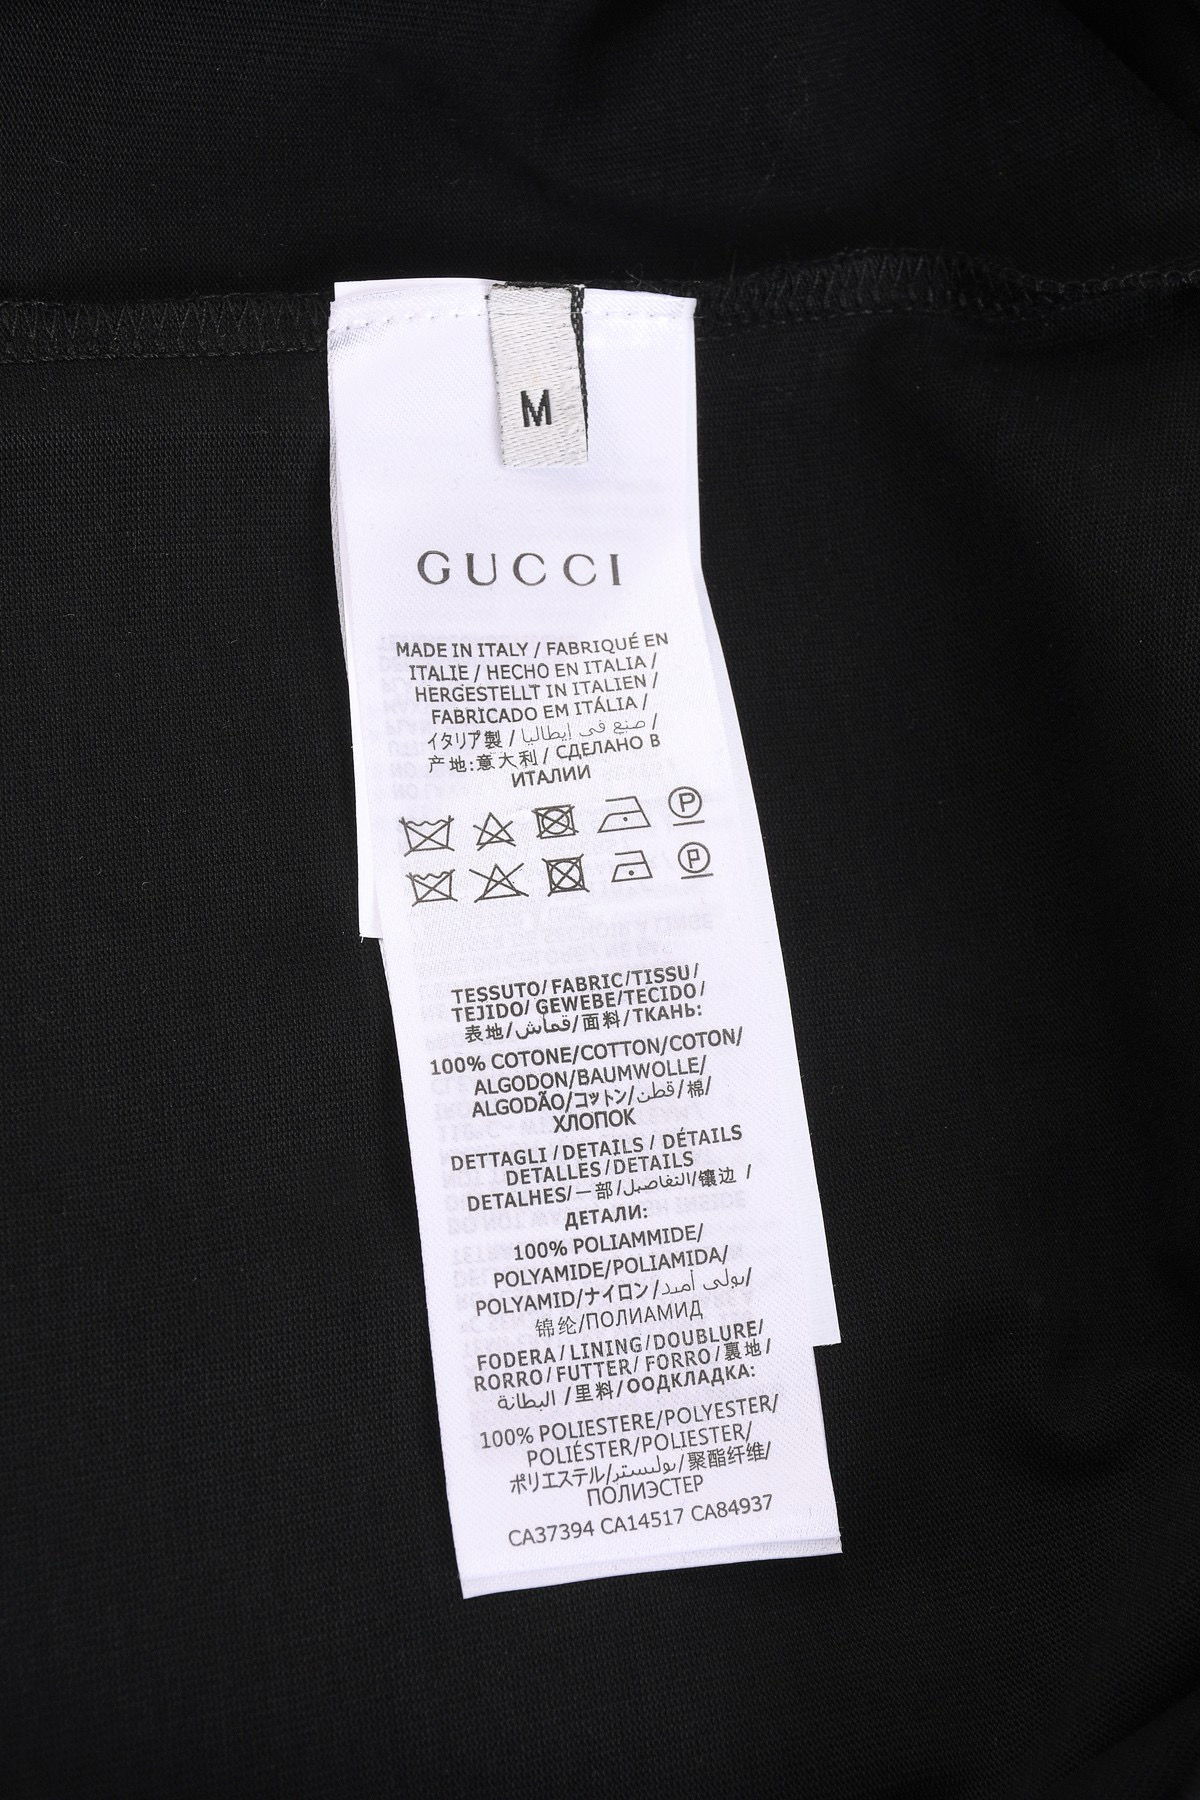 M
GUCCI
MADE IN ITALY / FABRIQUÉ EN
ITALIE / HECHO EN ITALIA /
HERGESTELLT IN ITALIEN /
FABRICADO EM ITÁLIA /
イタリア製 / صنع في إيطاليا /
产地:意大利 / СДЕЛАНО В
ИТАЛИИ
P
P
TESSUTO/FABRIC/TISSU/
TEJIDO/ GEWEBE/TECIDO/
表地/قماش/面料/ТКАНЬ:
100% COTONE/COTTON/COTON/
ALGODON/BAUMWOLLE/
ALGODÃO/コットン/قطن/棉/
ХЛОПОК
DETTAGLI/DETAILS / DÉTAILS
DETALLES/DETAILS
DETALHES/一部/التفاصيل/镶边 /
ДЕТАЛИ:
100% POLIAMMIDE/
POLYAMIDE/POLIAMIDA/
POLYAMID/ナイロン/بولي أميد/
锦纶/ПОЛИАМИД
FODERA/LINING/DOUBLURE/
RORRO/FUTTER/ FORRO/裏地/
البطانة /里料/ООДКЛАДКА:
100% POLIESTERE/POLYESTER/
POLIÉSTER/POLIESTER/
ポリエステル/بوليستر/聚酯纤维/
ПОЛИЭСТЕР
CA37394 CA14517 CA84937